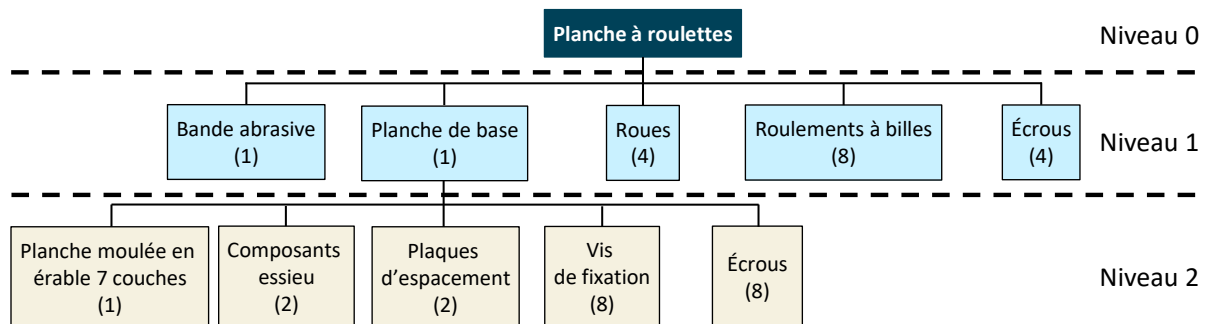 Planche à roulettes
Niveau 0
Bande abrasive
(1)
Planche de base
(1)
Roues
(4)
Roulements à billes
(8)
Écrous
(4)
Niveau 1
Planche moulée en
érable 7 couches
(1)
Composants
essieu
(2)
Plaques
d’espacement
(2)
Vis
de fixation
(8)
Écrous
(8)
Niveau 2